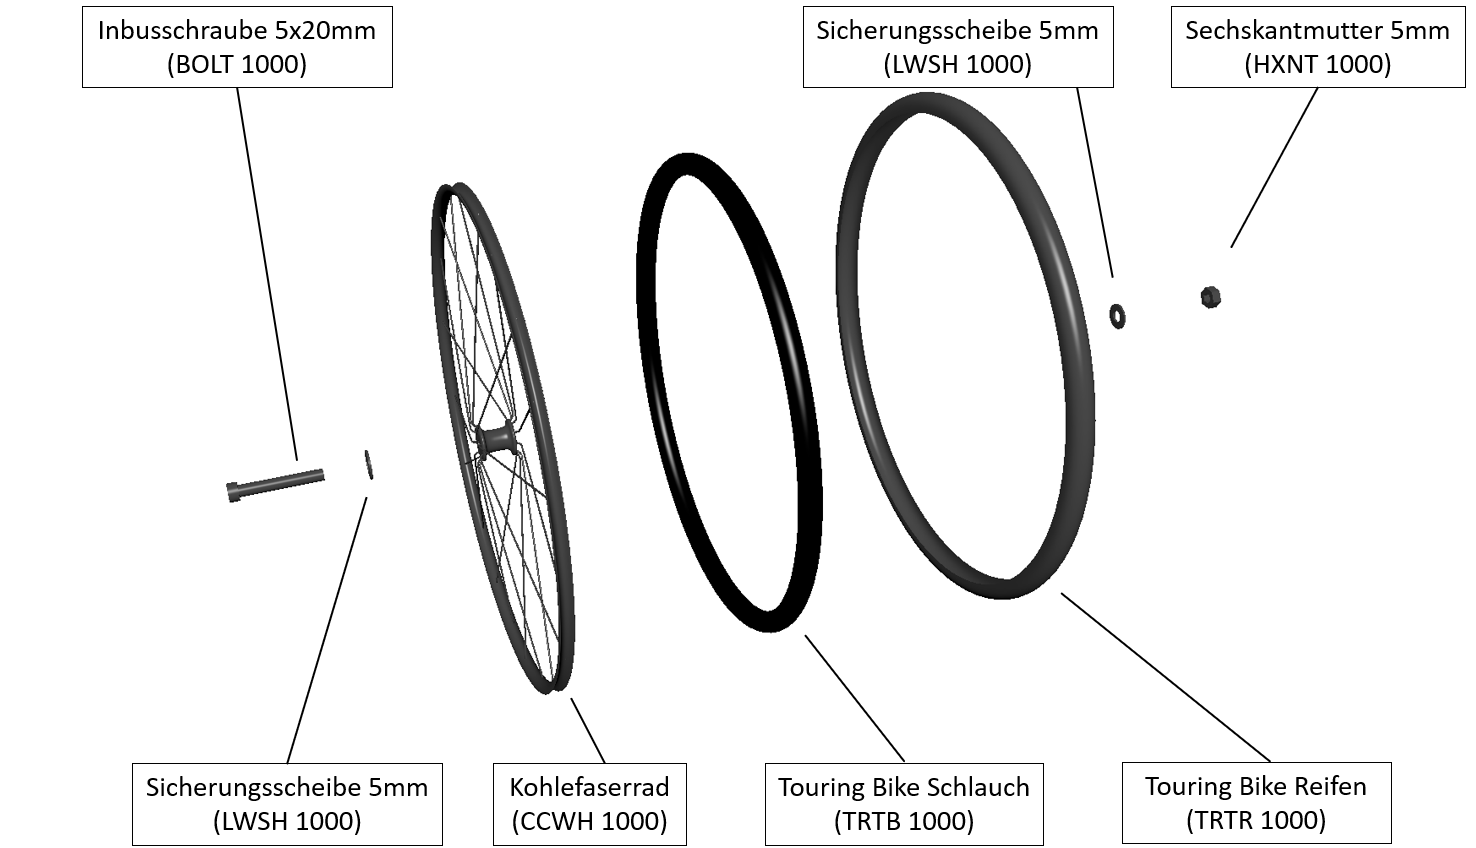 Inbusschraube 5x20mm
(BOLT 1000)
Sicherungsscheibe 5mm
(LWSH 1000)
Sechskantmutter 5mm
(HXNT 1000)
Sicherungsscheibe 5mm
(LWSH 1000)
Kohlefaserrad
(CCWH 1000)
Touring Bike Schlauch
(TRTB 1000)
Touring Bike Reifen
(TRTR 1000)